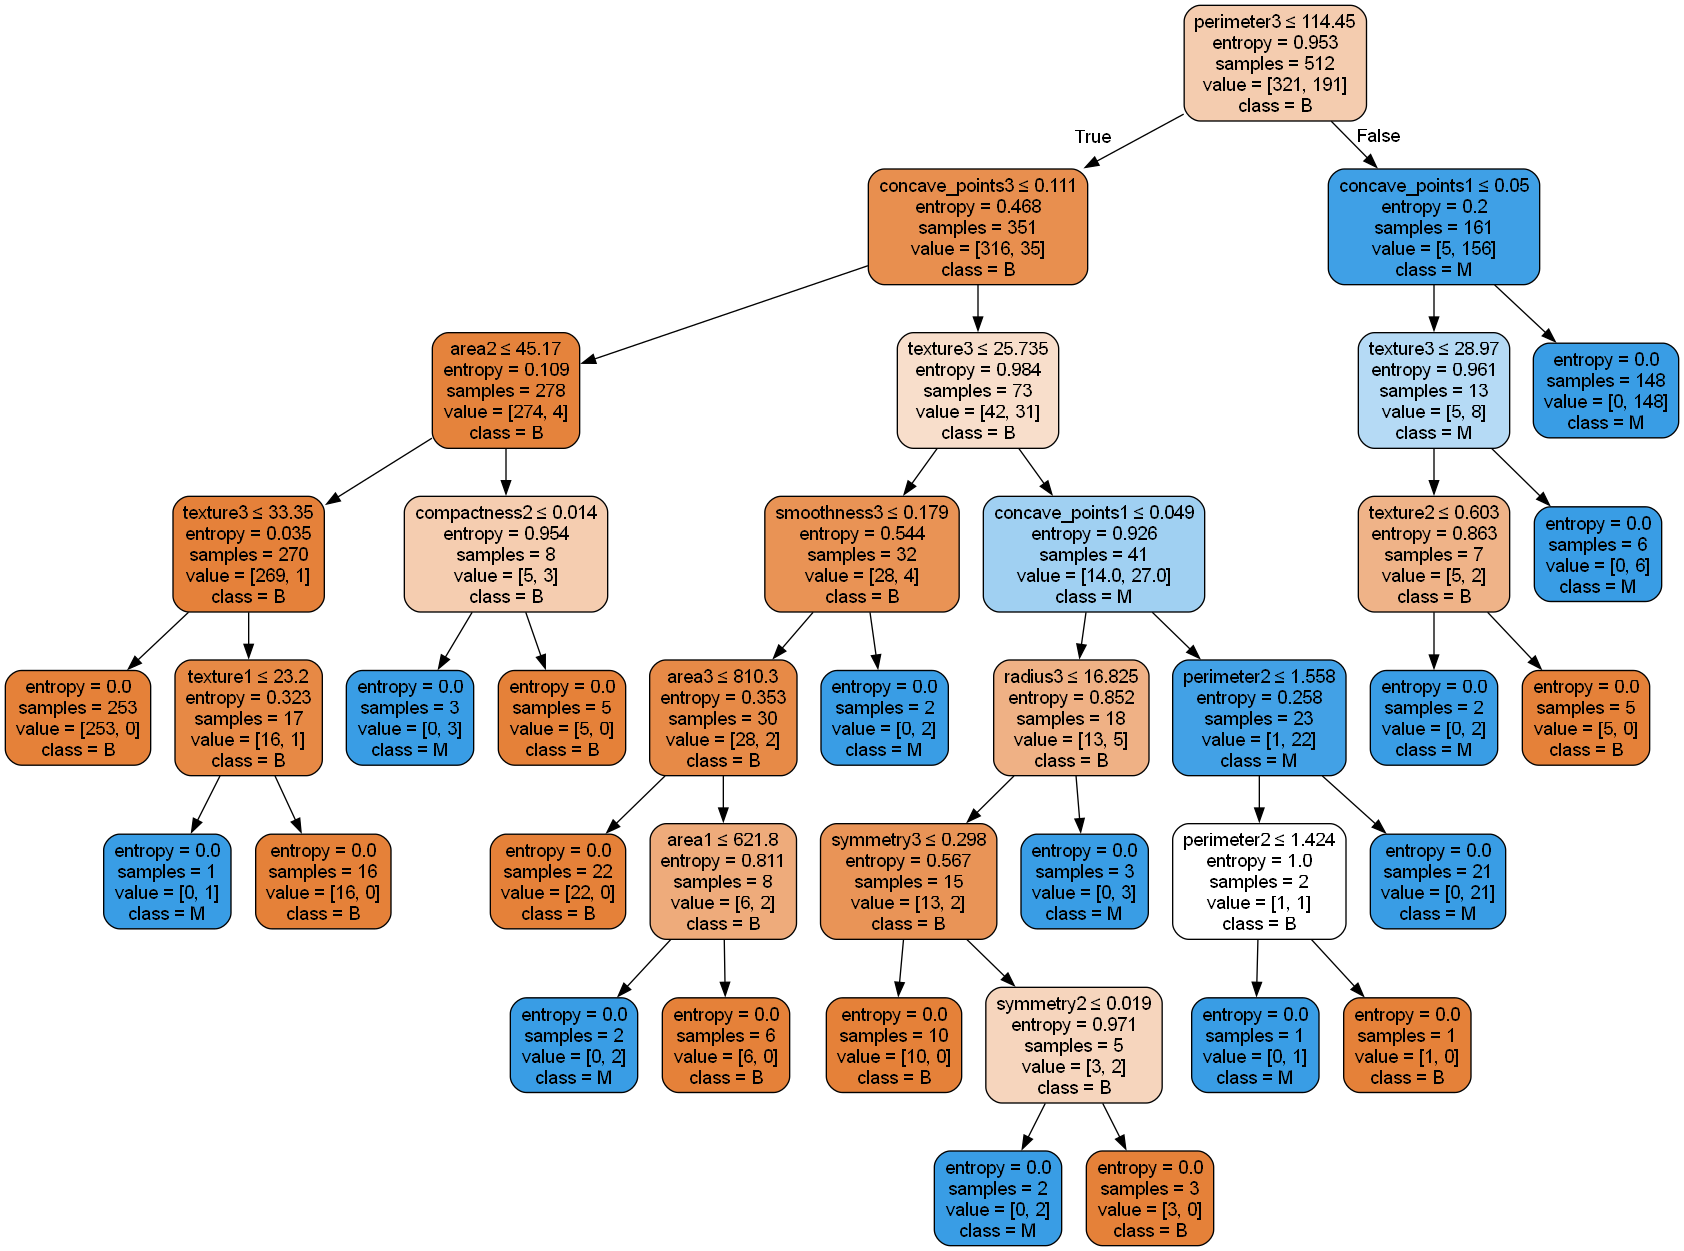 perimeter3 ≤ 114.45
entropy = 0.953
samples = 512
value = [321, 191]
class = B
True
False
concave_points3 ≤ 0.111
entropy = 0.468
samples = 351
value = [316, 35]
class = B
concave_points1 ≤ 0.05
entropy = 0.2
samples = 161
value = [5, 156]
class = M
area2 ≤ 45.17
entropy = 0.109
samples = 278
value = [274, 4]
class = B
texture3 ≤ 25.735
entropy = 0.984
samples = 73
value = [42, 31]
class = B
texture3 ≤ 28.97
entropy = 0.961
samples = 13
value = [5, 8]
class = M
entropy = 0.0
samples = 148
value = [0, 148]
class = M
texture3 ≤ 33.35
entropy = 0.035
samples = 270
value = [269, 1]
class = B
compactness2 ≤ 0.014
entropy = 0.954
samples = 8
value = [5, 3]
class = B
smoothness3 ≤ 0.179
entropy = 0.544
samples = 32
value = [28, 4]
class = B
concave_points1 ≤ 0.049
entropy = 0.926
samples = 41
value = [14.0, 27.0]
class = M
texture2 ≤ 0.603
entropy = 0.863
samples = 7
value = [5, 2]
class = B
entropy = 0.0
samples = 6
value = [0, 6]
class = M
entropy = 0.0
samples = 253
value = [253, 0]
class = B
texture1 ≤ 23.2
entropy = 0.323
samples = 17
value = [16, 1]
class = B
entropy = 0.0
samples = 3
value = [0, 3]
class = M
entropy = 0.0
samples = 5
value = [5, 0]
class = B
area3 ≤ 810.3
entropy = 0.353
samples = 30
value = [28, 2]
class = B
entropy = 0.0
samples = 2
value = [0, 2]
class = M
radius3 ≤ 16.825
entropy = 0.852
samples = 18
value = [13, 5]
class = B
perimeter2 ≤ 1.558
entropy = 0.258
samples = 23
value = [1, 22]
class = M
entropy = 0.0
samples = 2
value = [0, 2]
class = M
entropy = 0.0
samples = 5
value = [5, 0]
class = B
entropy = 0.0
samples = 1
value = [0, 1]
class = M
entropy = 0.0
samples = 16
value = [16, 0]
class = B
entropy = 0.0
samples = 22
value = [22, 0]
class = B
area1 ≤ 621.8
entropy = 0.811
samples = 8
value = [6, 2]
class = B
symmetry3 ≤ 0.298
entropy = 0.567
samples = 15
value = [13, 2]
class = B
entropy = 0.0
samples = 3
value = [0, 3]
class = M
perimeter2 ≤ 1.424
entropy = 1.0
samples = 2
value = [1, 1]
class = B
entropy = 0.0
samples = 21
value = [0, 21]
class = M
entropy = 0.0
samples = 2
value = [0, 2]
class = M
entropy = 0.0
samples = 6
value = [6, 0]
class = B
entropy = 0.0
samples = 10
value = [10, 0]
class = B
symmetry2 ≤ 0.019
entropy = 0.971
samples = 5
value = [3, 2]
class = B
entropy = 0.0
samples = 1
value = [0, 1]
class = M
entropy = 0.0
samples = 1
value = [1, 0]
class = B
entropy = 0.0
samples = 2
value = [0, 2]
class = M
entropy = 0.0
samples = 3
value = [3, 0]
class = B